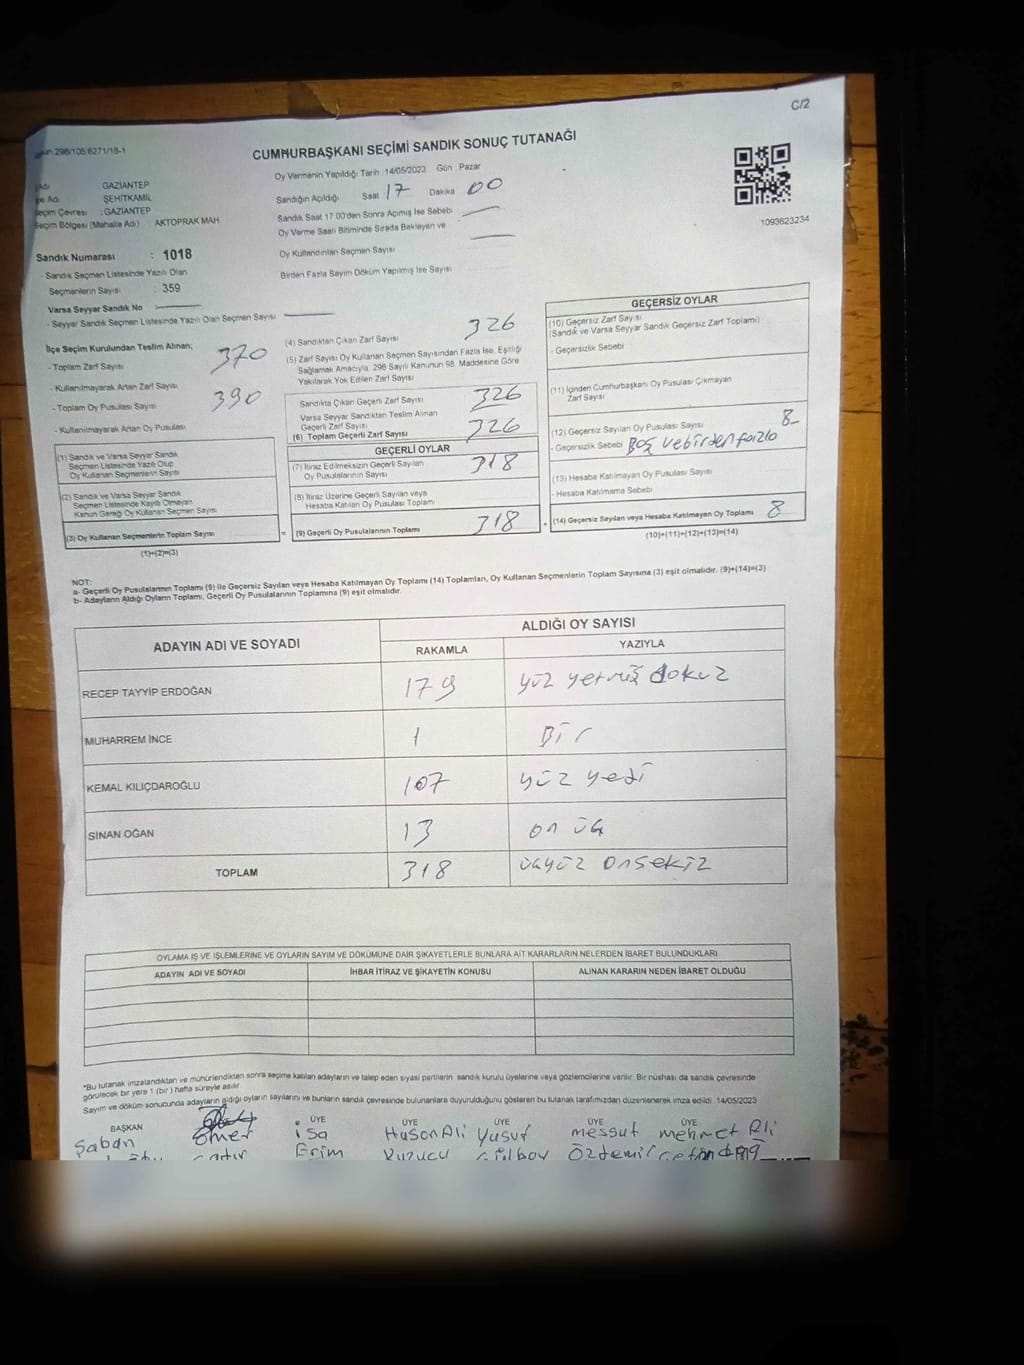 C/2
298/105/6271/18-1
CUMHURBAŞKANI SEÇİMİ SANDIK SONUÇ TUTANAĞI
Oy Vermenin Yapıldığı Tarih : 14/05/2023 Gün Pazar
Adı GAZİANTEP
Adı ŞEHİTKAMİL
Seçim Çevresi : GAZİANTEP
Seçim Bölgesi (Mahalle Adı) : AKTOPRAK MAH.
Sandığın Açıldığı Saat 17 Dakika 00
Sandık Saat 17 00'den Sonra Açımış İse Sebebi
Oy Verme Saati Bitiminde Sırada Bekleyen ve
Oy Kullandırılan Seçmen Sayısı
Birden Fazla Sayım Döküm Yapılmış İse Sayısı
1093623234
Sandık Numarası : 1018
- Sandık Seçmen Listesinde Yazılı Olan
Seçmenlerin Sayısı : 359
Varsa Seyyar Sandık No
- Seyyar Sandık Seçmen Listesinde Yazılı Olan Seçmen Sayısı
İlçe Seçim Kurulundan Teslim Alınan;
- Toplam Zarf Sayısı 370
- Kullanılmayarak Artan Zarf Sayısı
- Toplam Oy Pusulası Sayısı 390
- Kullanılmayarak Artan Oy Pusulası
(1) Sandık ve Varsa Seyyar Sandık
Seçmen Listesinde Yazılı Olup
Oy Kullanan Seçmenlerin Sayısı
(2) Sandık ve Varsa Seyyar Sandık
Seçmen Listesinde Kayıtlı Olmayan
Kanun Gereği Oy Kullanan Seçmen Sayısı
(3) Oy Kullanan Seçmenlerin Toplam Sayısı
(1)+(2)=(3)
(4) Sandıktan Çıkan Zarf Sayısı 326
(5) Zarf Sayısı Oy Kullanan Seçmen Sayısından Fazla İse, Eşitliği
Sağlamak Amacıyla, 298 Sayılı Kanunun 98. Maddesine Göre
Yakılarak Yok Edilen Zarf Sayısı
Sandıkta Çıkan Geçerli Zarf Sayısı 326
Varsa Seyyar Sandıktan Teslim Alınan
Geçerli Zarf Sayısı
(6) Toplam Geçerli Zarf Sayısı 326
GEÇERLİ OYLAR
(7) İtiraz Edilmeksizin Geçerli Sayılan
Oy Pusulalarının Sayısı 318
(8) İtiraz Üzerine Geçerli Sayılan veya
Hesaba Katılan Oy Pusulası Toplamı
= (9) Geçerli Oy Pusulalarının Toplamı 318
GEÇERSİZ OYLAR
(10) Geçersiz Zarf Sayısı
(Sandık ve Varsa Seyyar Sandık Geçersiz Zarf Toplamı)
- Geçersizlik Sebebi
(11) İçinden Cumhurbaşkanı Oy Pusulası Çıkmayan
Zarf Sayısı
(12) Geçersiz Sayılan Oy Pusulası Sayısı 8
- Geçersizlik Sebebi Boş ve birden fazla
(13) Hesaba Katılmayan Oy Pusulası Sayısı
- Hesaba Katılmama Sebebi
+ (14) Geçersiz Sayılan veya Hesaba Katılmayan Oy Toplamı 8
(10)+(11)+(12)+(13)=(14)
NOT:
a- Geçerli Oy Pusulalarının Toplamı (9) ile Geçersiz Sayılan veya Hesaba Katılmayan Oy Toplamı (14) Toplamları, Oy Kullanan Seçmenlerin Toplam Sayısına (3) eşit olmalıdır. (9)+(14)=(3)
b- Adayların Aldığı Oyların Toplamı, Geçerli Oy Pusulalarının Toplamına (9) eşit olmalıdır.
ADAYIN ADI VE SOYADI
ALDIĞI OY SAYISI
RAKAMLA YAZIYLA
RECEP TAYYİP ERDOĞAN 179 yüz yetmiş dokuz
MUHARREM İNCE 1 Bir
KEMAL KILIÇDAROĞLU 107 yüz yedi
SİNAN OĞAN 13 on üç
TOPLAM 318 üçyüz onsekiz
OYLAMA İŞ VE İŞLEMLERİNE VE OYLARIN SAYIM VE DÖKÜMÜNE DAİR ŞİKAYETLERLE BUNLARA AİT KARARLARIN NELERDEN İBARET BULUNDUKLARI
ADAYIN ADI VE SOYADI İHBAR İTİRAZ VE ŞİKAYETİN KONUSU ALINAN KARARIN NEDEN İBARET OLDUĞU
*Bu tutanak imzalandıktan ve mühürlendikten sonra seçime katılan adayların ve talep eden siyasi partilerin sandık kurulu üyelerine veya gözlemcilerine verilir. Bir nüshası da sandık çevresinde
görülecek bir yere 1 (bir) hafta süreyle asılır
Sayım ve döküm sonucunda adayların aldığı oyların sayılarını ve bunların sandık çevresinde bulunanlara duyurulduğunu gösteren bu tutanak tarafımızdan düzenlenerek imza edildi. 14/05/2023
BAŞKAN ÜYE ÜYE ÜYE ÜYE ÜYE
Şaban Ömer İsa Hasan Ali Yusuf Messut Mehmet Ali
Erim Kuzucu Özdemir